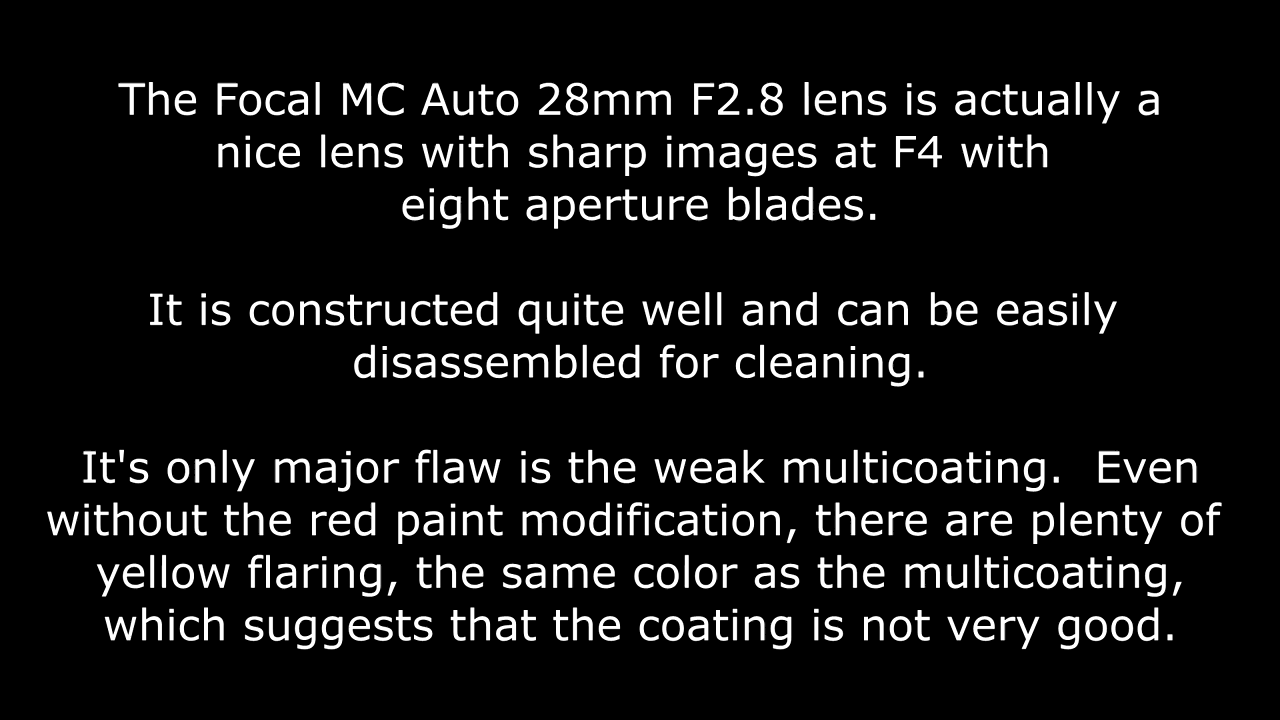 The Focal MC Auto 28mm F2.8 lens is actually a
nice lens with sharp images at F4 with
eight aperture blades.
It is constructed quite well and can be easily
disassembled for cleaning.
It's only major flaw is the weak multicoating.  Even
without the red paint modification, there are plenty of
yellow flaring, the same color as the multicoating,
which suggests that the coating is not very good.